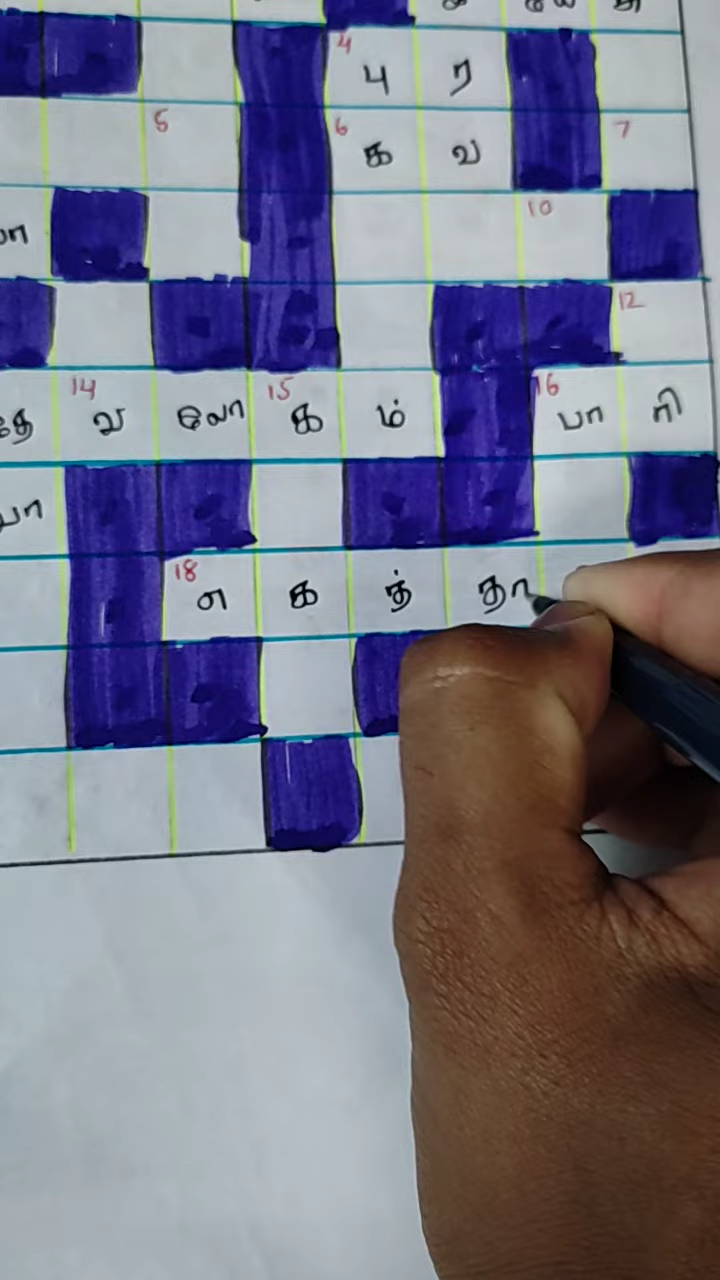 4 பு ர
5 6 க வ 7
10
12
14 15 16
தே வ லோ க ம் பா ரி
யா
18 எ க த் தா